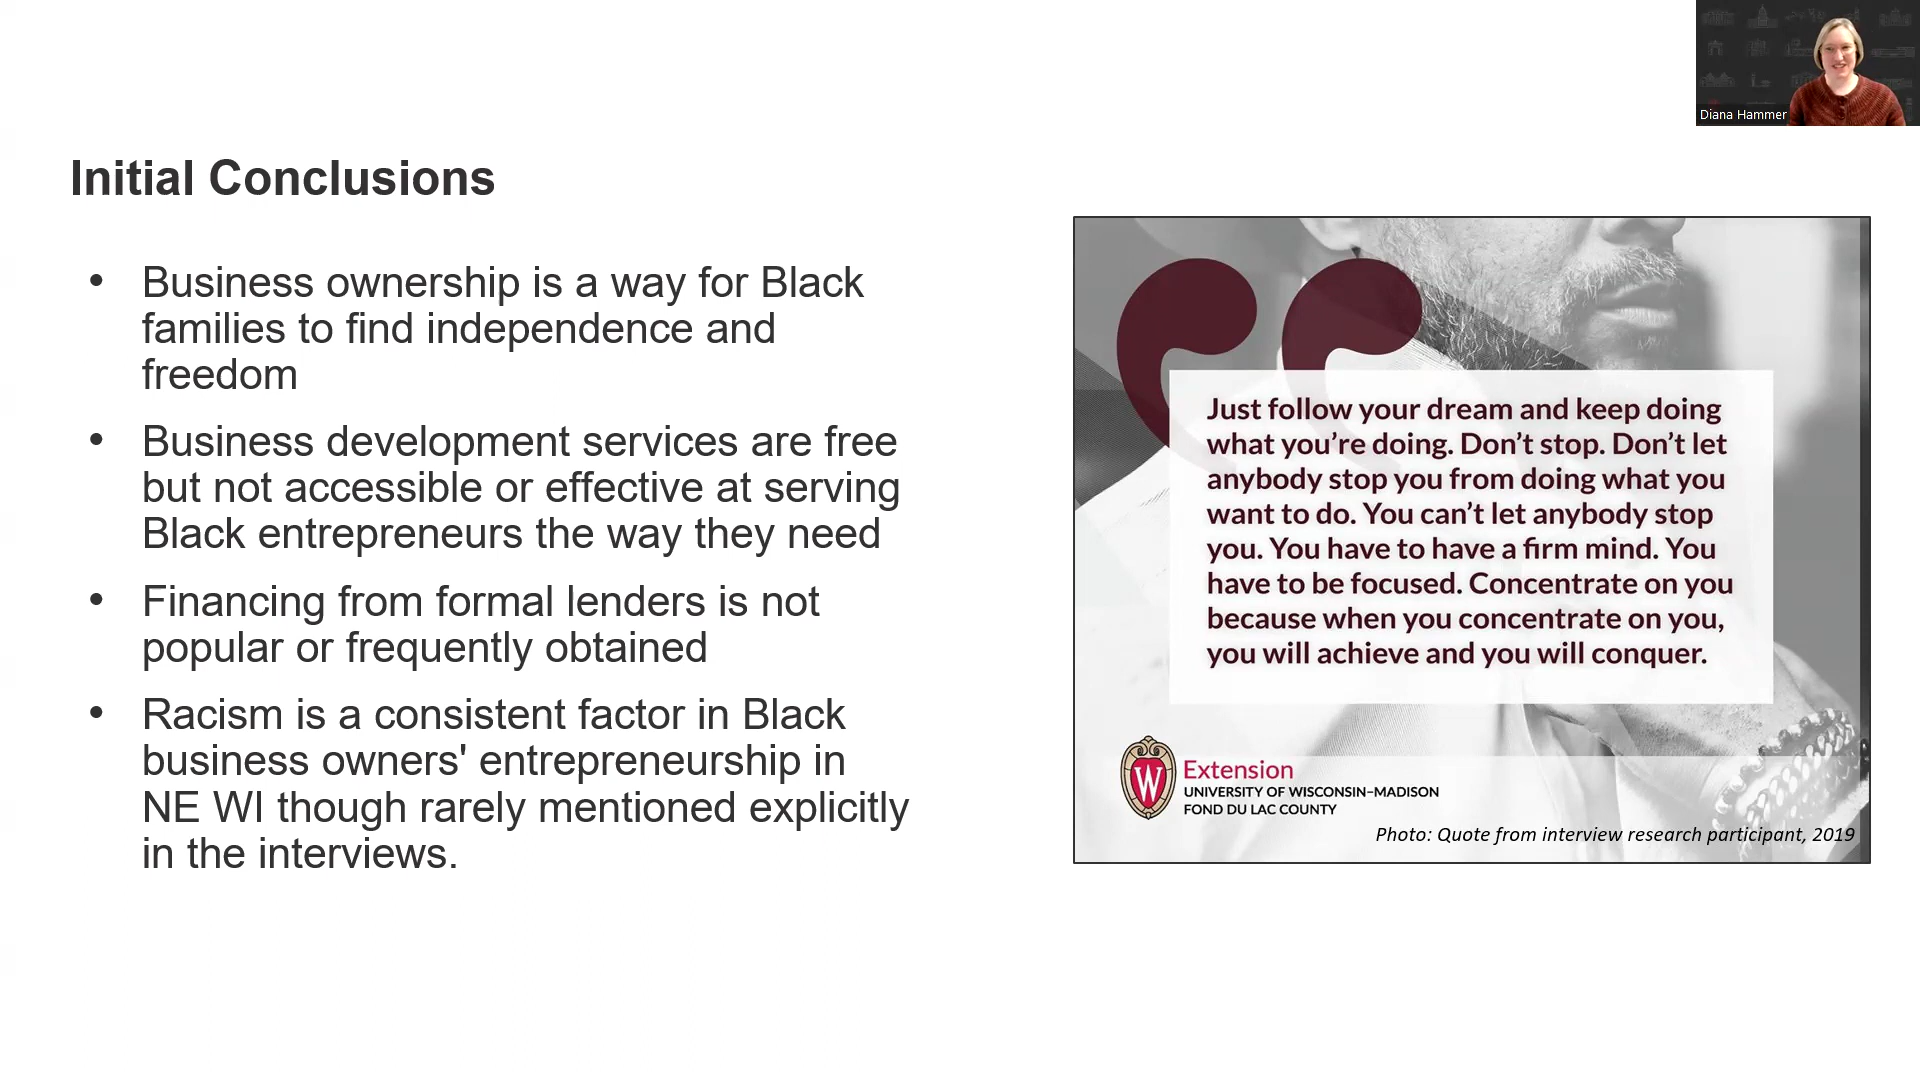 Diana Hammer
Initial Conclusions
• Business ownership is a way for Black
families to find independence and
freedom
• Business development services are free
but not accessible or effective at serving
Black entrepreneurs the way they need
• Financing from formal lenders is not
popular or frequently obtained
• Racism is a consistent factor in Black
business owners' entrepreneurship in
NE WI though rarely mentioned explicitly
in the interviews.
Just follow your dream and keep doing
what you’re doing. Don’t stop. Don’t let
anybody stop you from doing what you
want to do. You can’t let anybody stop
you. You have to have a firm mind. You
have to be focused. Concentrate on you
because when you concentrate on you,
you will achieve and you will conquer.
W
Extension
UNIVERSITY OF WISCONSIN–MADISON
FOND DU LAC COUNTY
Photo: Quote from interview research participant, 2019